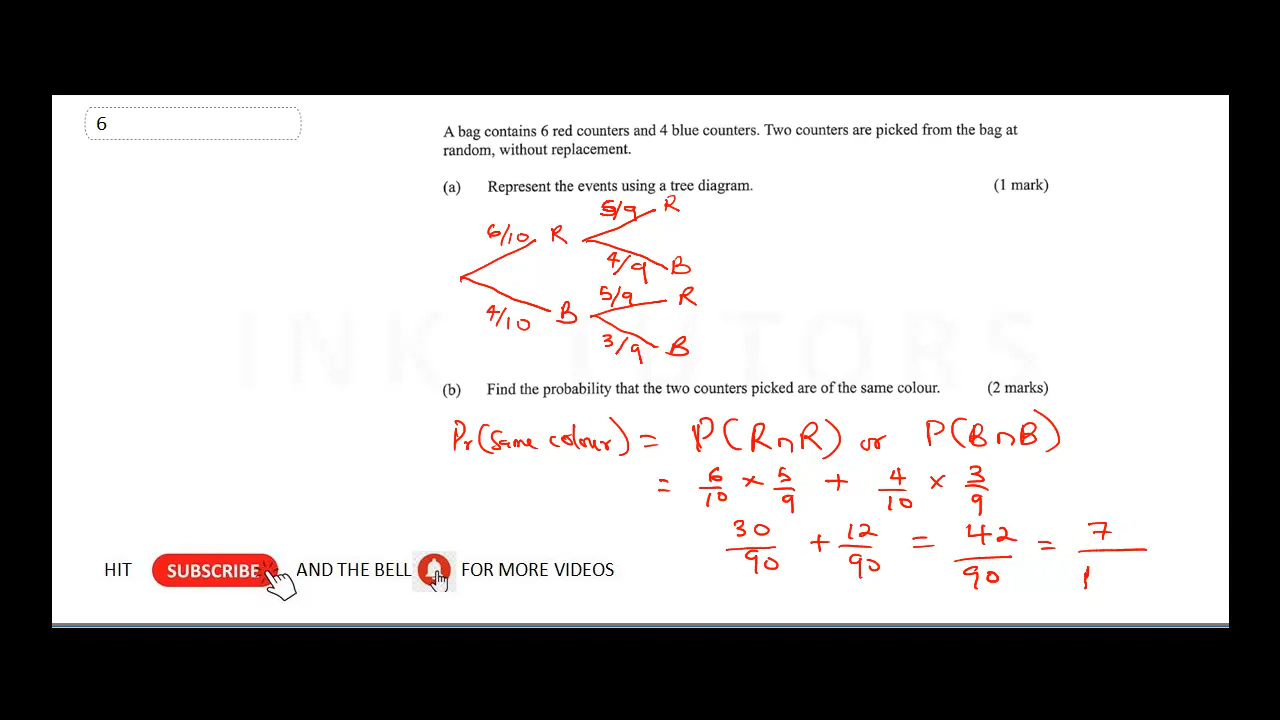 6
A bag contains 6 red counters and 4 blue counters. Two counters are picked from the bag at
random, without replacement.
(a) Represent the events using a tree diagram. (1 mark)
5/9 R
6/10 R
4/9 B
5/9 R
4/10 B
3/9 B
INK TUTORS
(b) Find the probability that the two counters picked are of the same colour. (2 marks)
Pr(same colour) = P(R∩R) or P(B∩B)
= 6/10 × 5/9 + 4/10 × 3/9
30/90 + 12/90 = 42/90 = 7/1
HIT SUBSCRIBE AND THE BELL FOR MORE VIDEOS